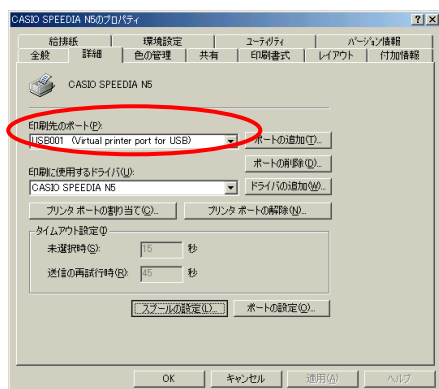 CASIO SPEEDIA N5のプロパティ
給排紙 環境設定 ユーティリティ バージョン情報
全般 詳細 色の管理 共有 印刷書式 レイアウト 付加情報
CASIO SPEEDIA N5
印刷先のポート(P):
USB001 (Virtual printer port for USB) ポートの追加(T)...
ポートの削除(D)...
印刷に使用するドライバ(U):
CASIO SPEEDIA N5 ドライバの追加(W)...
プリンタ ポートの割り当て(C)... プリンタ ポートの解除(N)...
タイムアウト設定
未選択時(S): 15 秒
送信の再試行時(R): 45 秒
スプールの設定(L)... ポートの設定(O)...
OK キャンセル 適用(A) ヘルプ